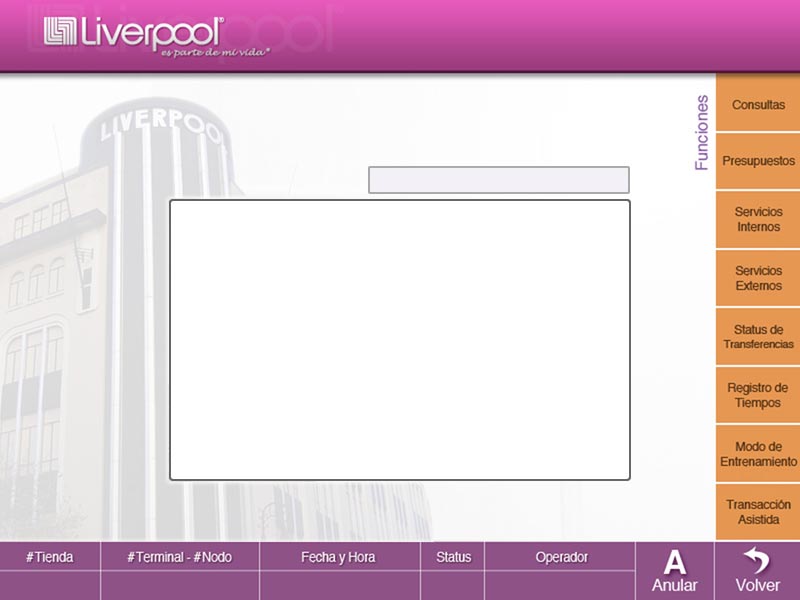 Liverpool®
es parte de mi vida®
LIVERPOOL
Funciones
Consultas
Presupuestos
Servicios
Internos
Servicios
Externos
Status de
Transferencias
Registro de
Tiempos
Modo de
Entrenamiento
Transacción
Asistida
#Tienda
#Terminal - #Nodo
Fecha y Hora
Status
Operador
A
Anular
Volver